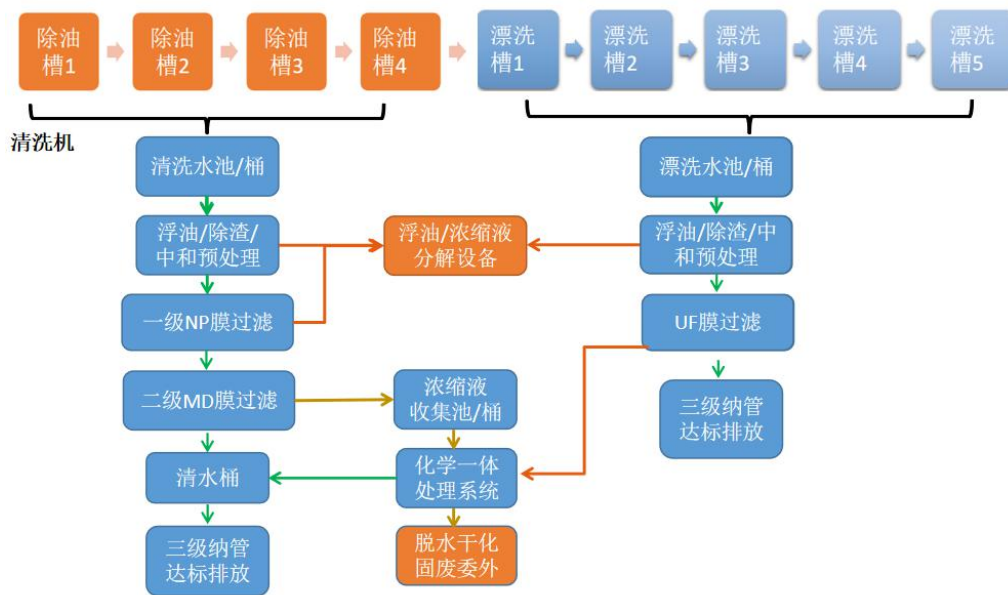 除油
槽1
除油
槽2
除油
槽3
除油
槽4
漂洗
槽1
漂洗
槽2
漂洗
槽3
漂洗
槽4
漂洗
槽5
清洗机
清洗水池/桶
漂洗水池/桶
浮油/除渣/
中和预处理
浮油/浓缩液
分解设备
浮油/除渣/中
和预处理
一级NP膜过滤
UF膜过滤
二级MD膜过滤
浓缩液
收集池/桶
三级纳管
达标排放
清水桶
化学一体
处理系统
三级纳管
达标排放
脱水干化
固废委外